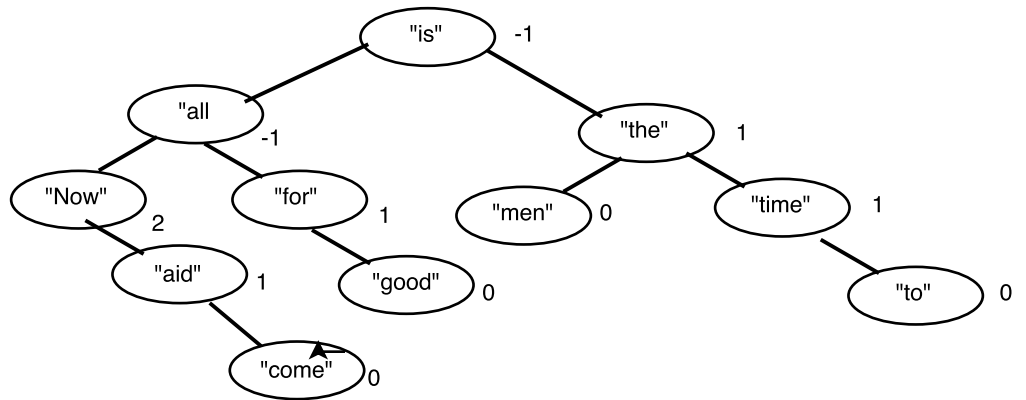 "is" -1
"all -1
"the" 1
"Now" 2
"for" 1
"men" 0
"time" 1
"aid" 1
"good" 0
"to" 0
"come" 0